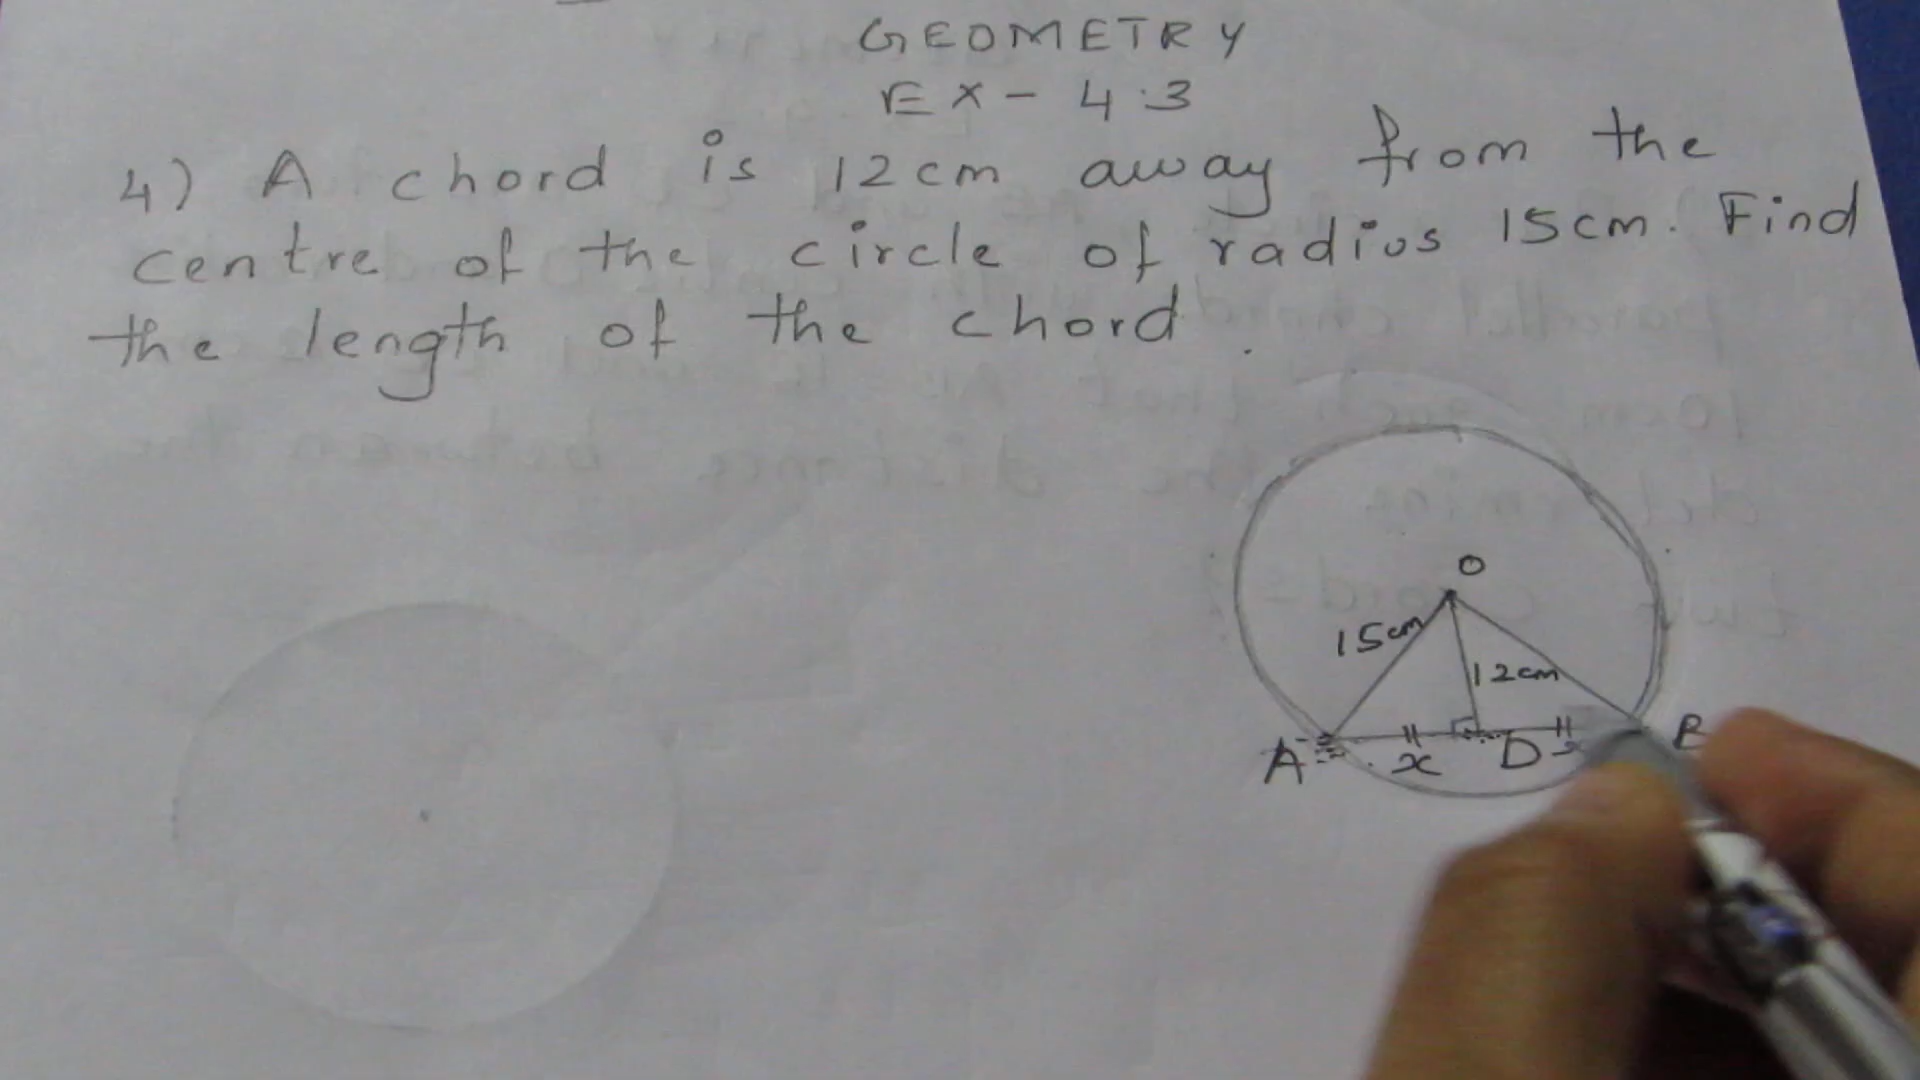 GEOMETRY
EX - 4.3
4) A chord is 12cm away from the
centre of the circle of radius 15cm. Find
the length of the chord.
O
15cm
12cm
A x D x B